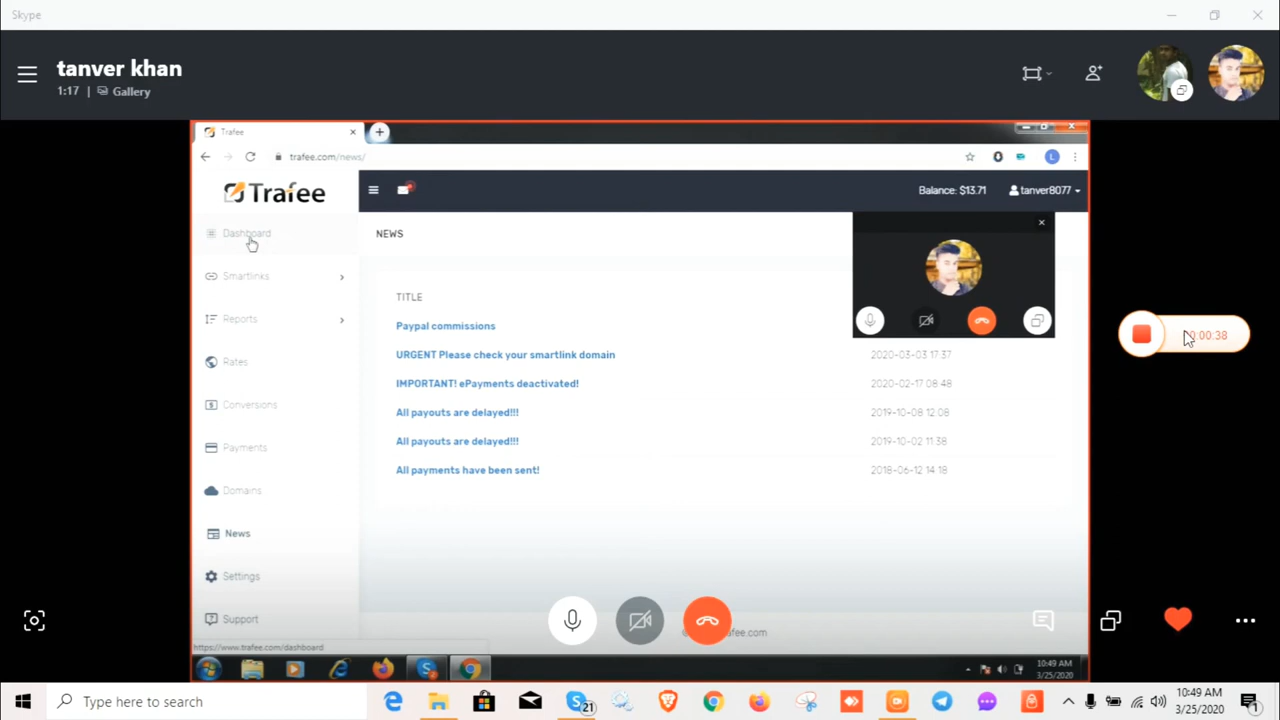 Skype
tanver khan
1:17 | Gallery
Trafee
trafee.com/news/
L
Trafee
Balance: $13.71
tanver8077
Dashboard
NEWS
Smartlinks
TITLE
Reports
Paypal commissions
:00:38
URGENT Please check your smartlink domain
2020-03-03 17:37
Rates
IMPORTANT! ePayments deactivated!
2020-02-17 08:48
Conversions
All payouts are delayed!!!
2019-10-08 12:08
Payments
All payouts are delayed!!!
2019-10-02 11:38
All payments have been sent!
2018-06-12 14:18
Domains
News
Settings
Support
fee.com
https://www.trafee.com/dashboard
10:49 AM
3/25/2020
Type here to search
21
10:49 AM
3/25/2020
1